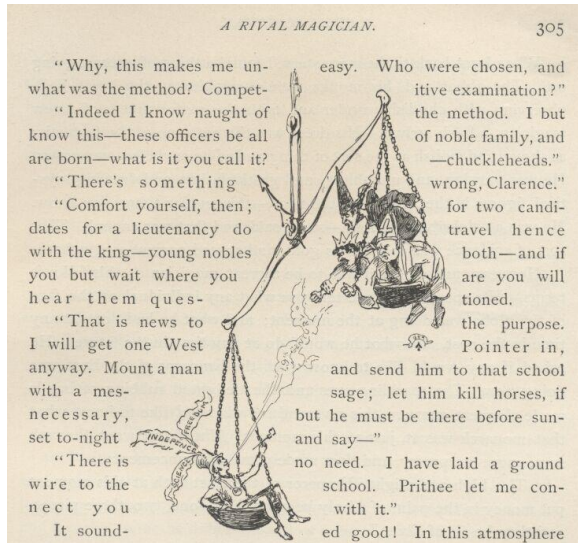 A RIVAL MAGICIAN. 305
“Why, this makes me un- easy. Who were chosen, and
what was the method? Compet- itive examination?”
“Indeed I know naught of the method. I but
know this—these officers be all of noble family, and
are born—what is it you call it? —chuckleheads.”
“There's something wrong, Clarence.”
“Comfort yourself, then; for two candi-
dates for a lieutenancy do travel hence
with the king—young nobles both—and if
you but wait where you are you will
hear them ques- tioned.
“That is news to the purpose.
I will get one West Pointer in,
anyway. Mount a man and send him to that school
with a mes- sage; let him kill horses, if
necessary, but he must be there before sun-
set to-night and say—”
FREEDOM
INDEPENCE
“There is no need. I have laid a ground
wire to the school. Prithee let me con-
nect you with it.”
It sound- ed good! In this atmosphere